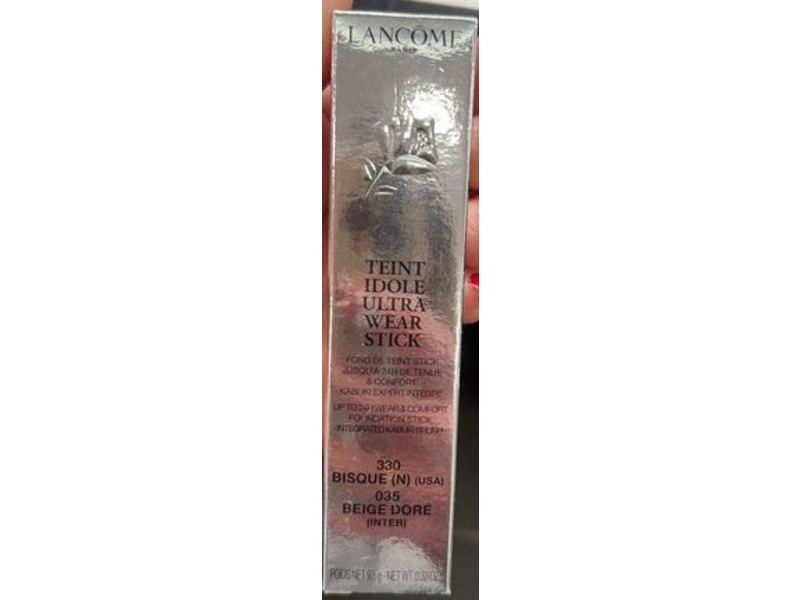 LANCÔME
PARIS
TEINT
IDOLE
ULTRA
WEAR
STICK
FOND DE TEINT STICK
JUSQU'À 24H DE TENUE
& CONFORT
KABUKI EXPERT INTÉGRÉ
UP TO 24H WEAR & COMFORT
FOUNDATION STICK
INTEGRATED KABUKI BRUSH
330
BISQUE (N) (USA)
035
BEIGE DORÉ
(INTER)
POIDS NET 9.5 g - NET WT. 0.33 OZ.